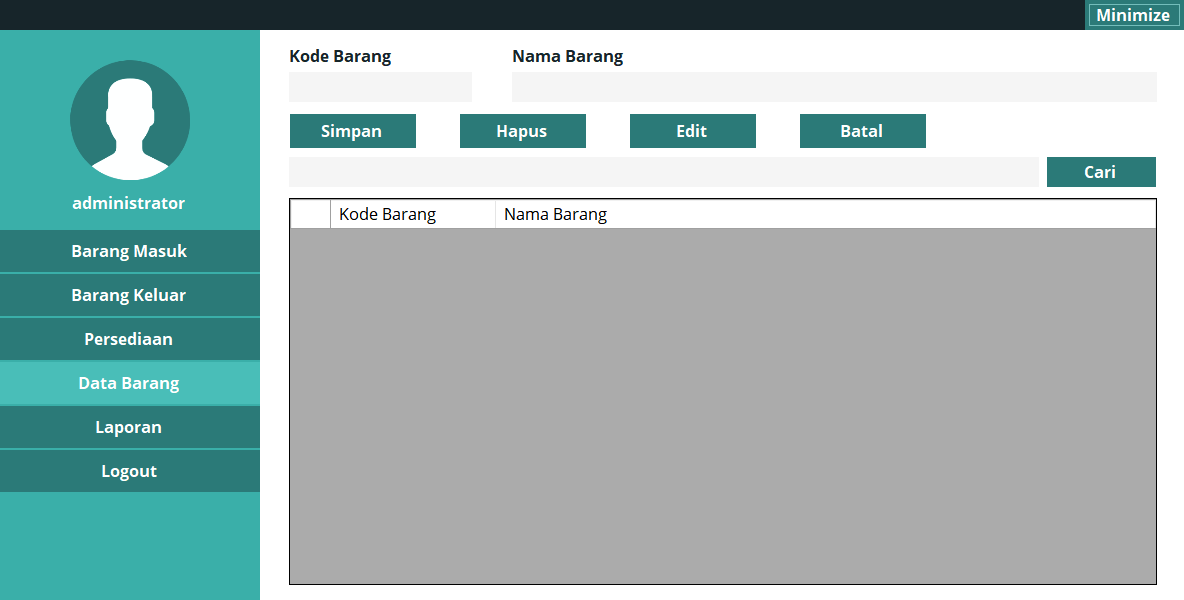 Minimize
administrator
Barang Masuk
Barang Keluar
Persediaan
Data Barang
Laporan
Logout
Kode Barang
Nama Barang
Simpan
Hapus
Edit
Batal
Cari
Kode Barang
Nama Barang